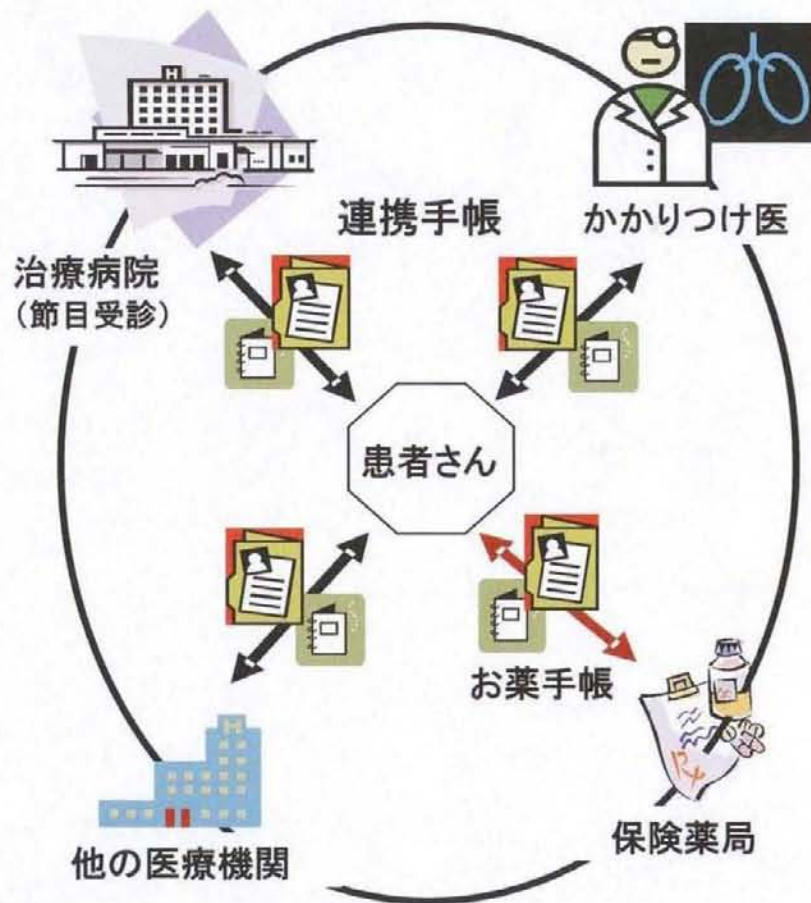 連携手帳
かかりつけ医
治療病院
（節目受診）
患者さん
お薬手帳
他の医療機関
保険薬局